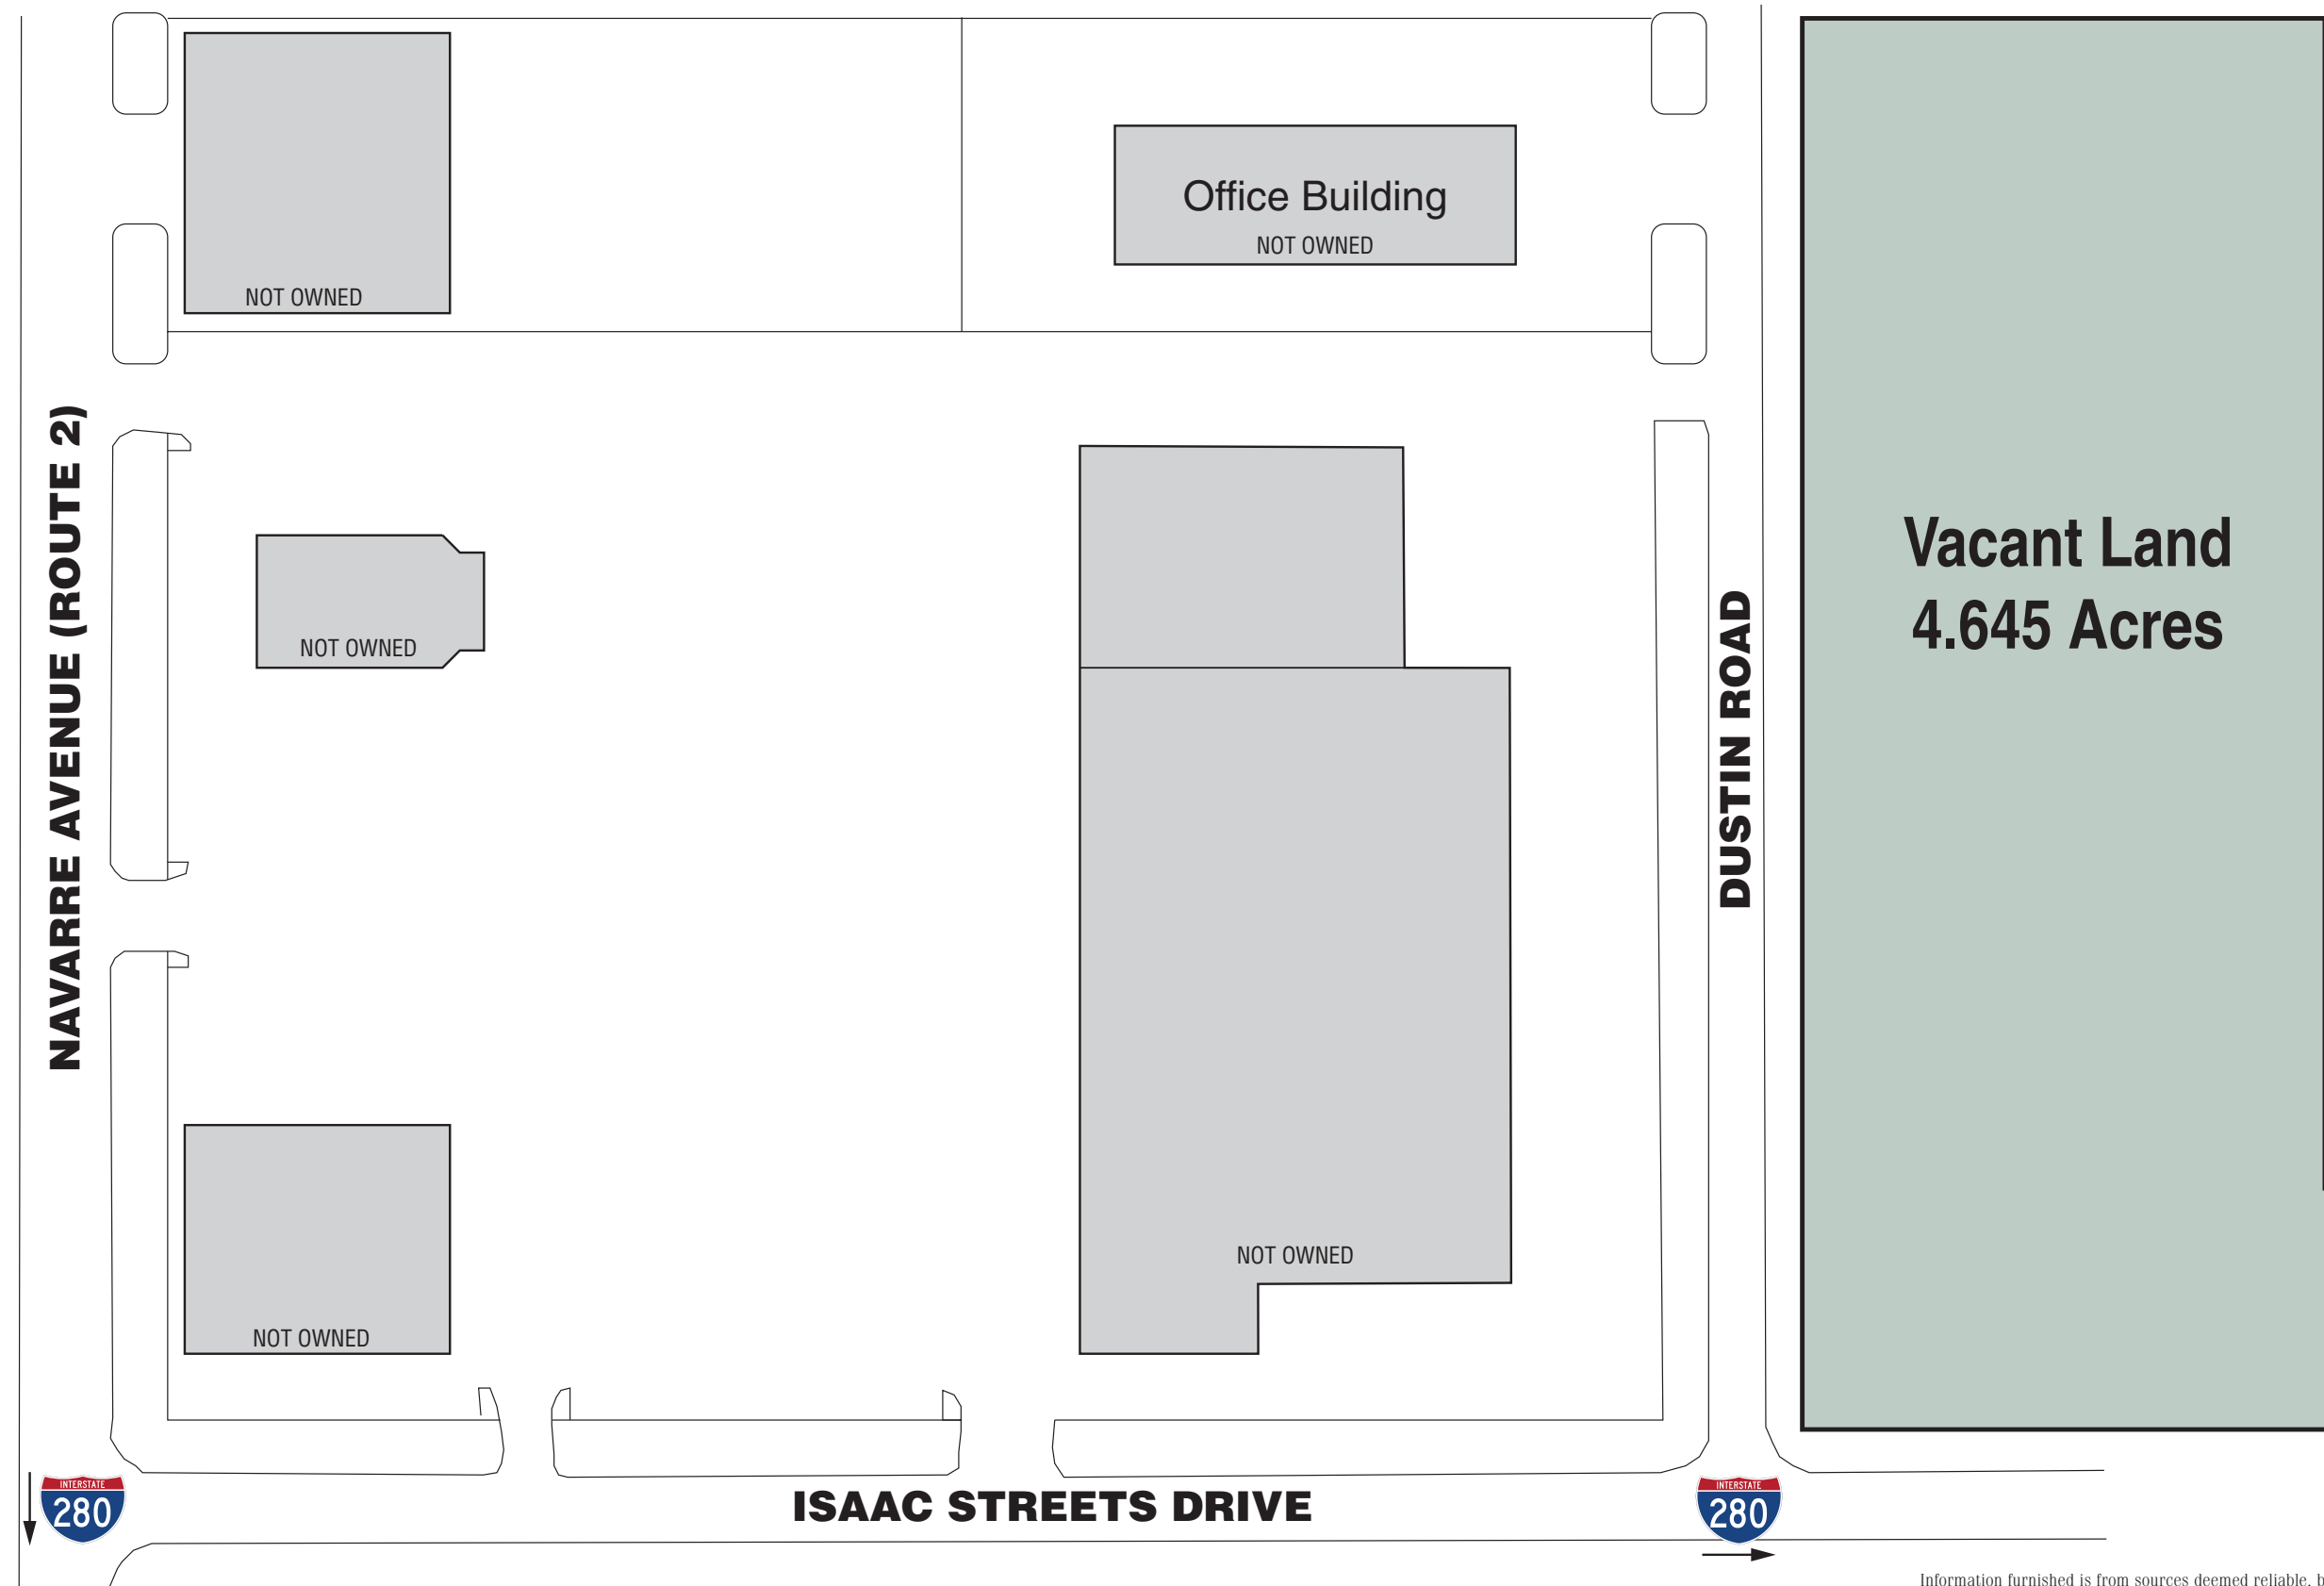 Office Building
NOT OWNED
NOT OWNED
NAVARRE AVENUE (ROUTE 2)
NOT OWNED
Vacant Land
4.645 Acres
DUSTIN ROAD
NOT OWNED
NOT OWNED
INTERSTATE
280
ISAAC STREETS DRIVE
INTERSTATE
280
Information furnished is from sources deemed reliable,